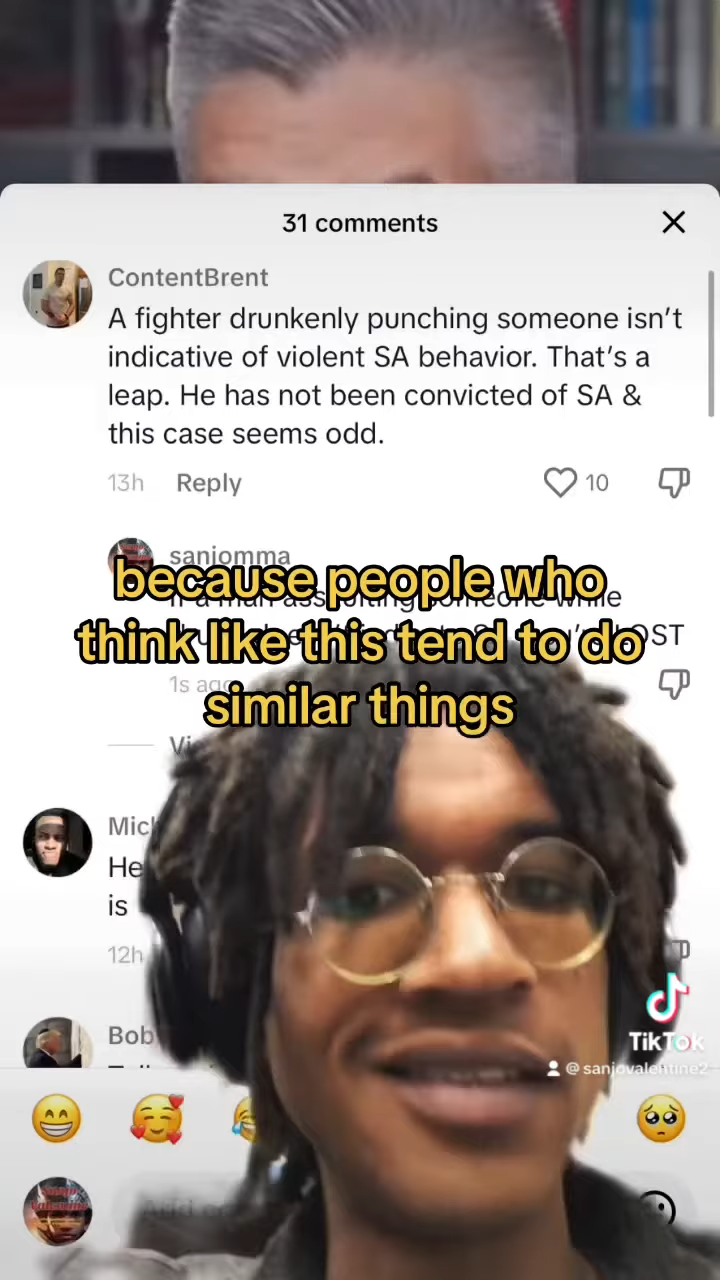 31 comments
ContentBrent
A fighter drunkenly punching someone isn't
indicative of violent SA behavior. That's a
leap. He has not been convicted of SA &
this case seems odd.
13h Reply 10
sanjomma
because people who
think like this tend to do
similar things
1s ago
He
is
12h
TikTok
@sanjovalentine2